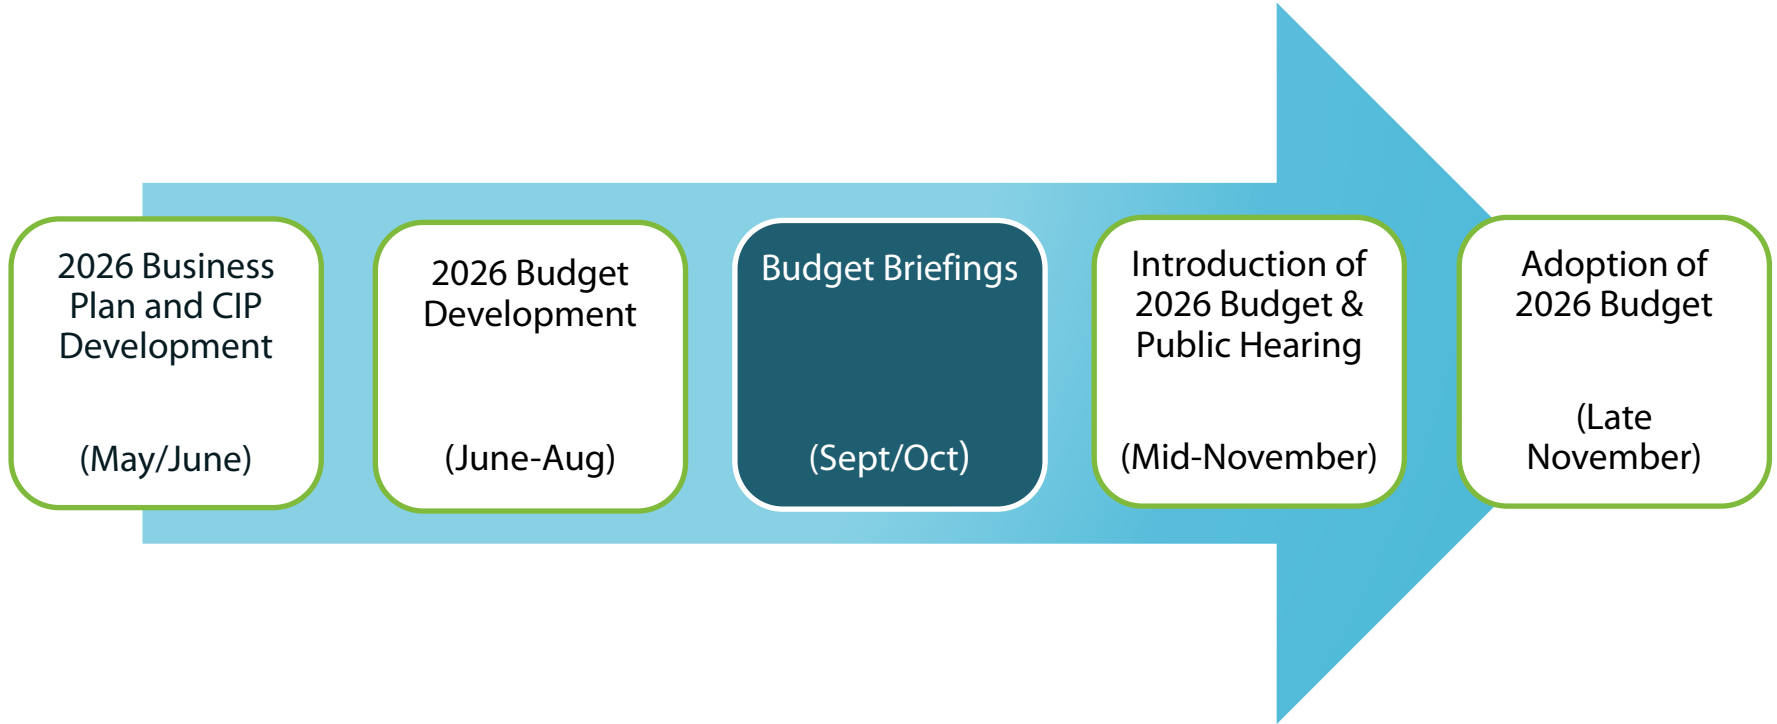 2026 Business
Plan and CIP
Development
(May/June)
2026 Budget
Development
(June-Aug)
Budget Briefings
(Sept/Oct)
Introduction of
2026 Budget &
Public Hearing
(Mid-November)
Adoption of
2026 Budget
(Late
November)